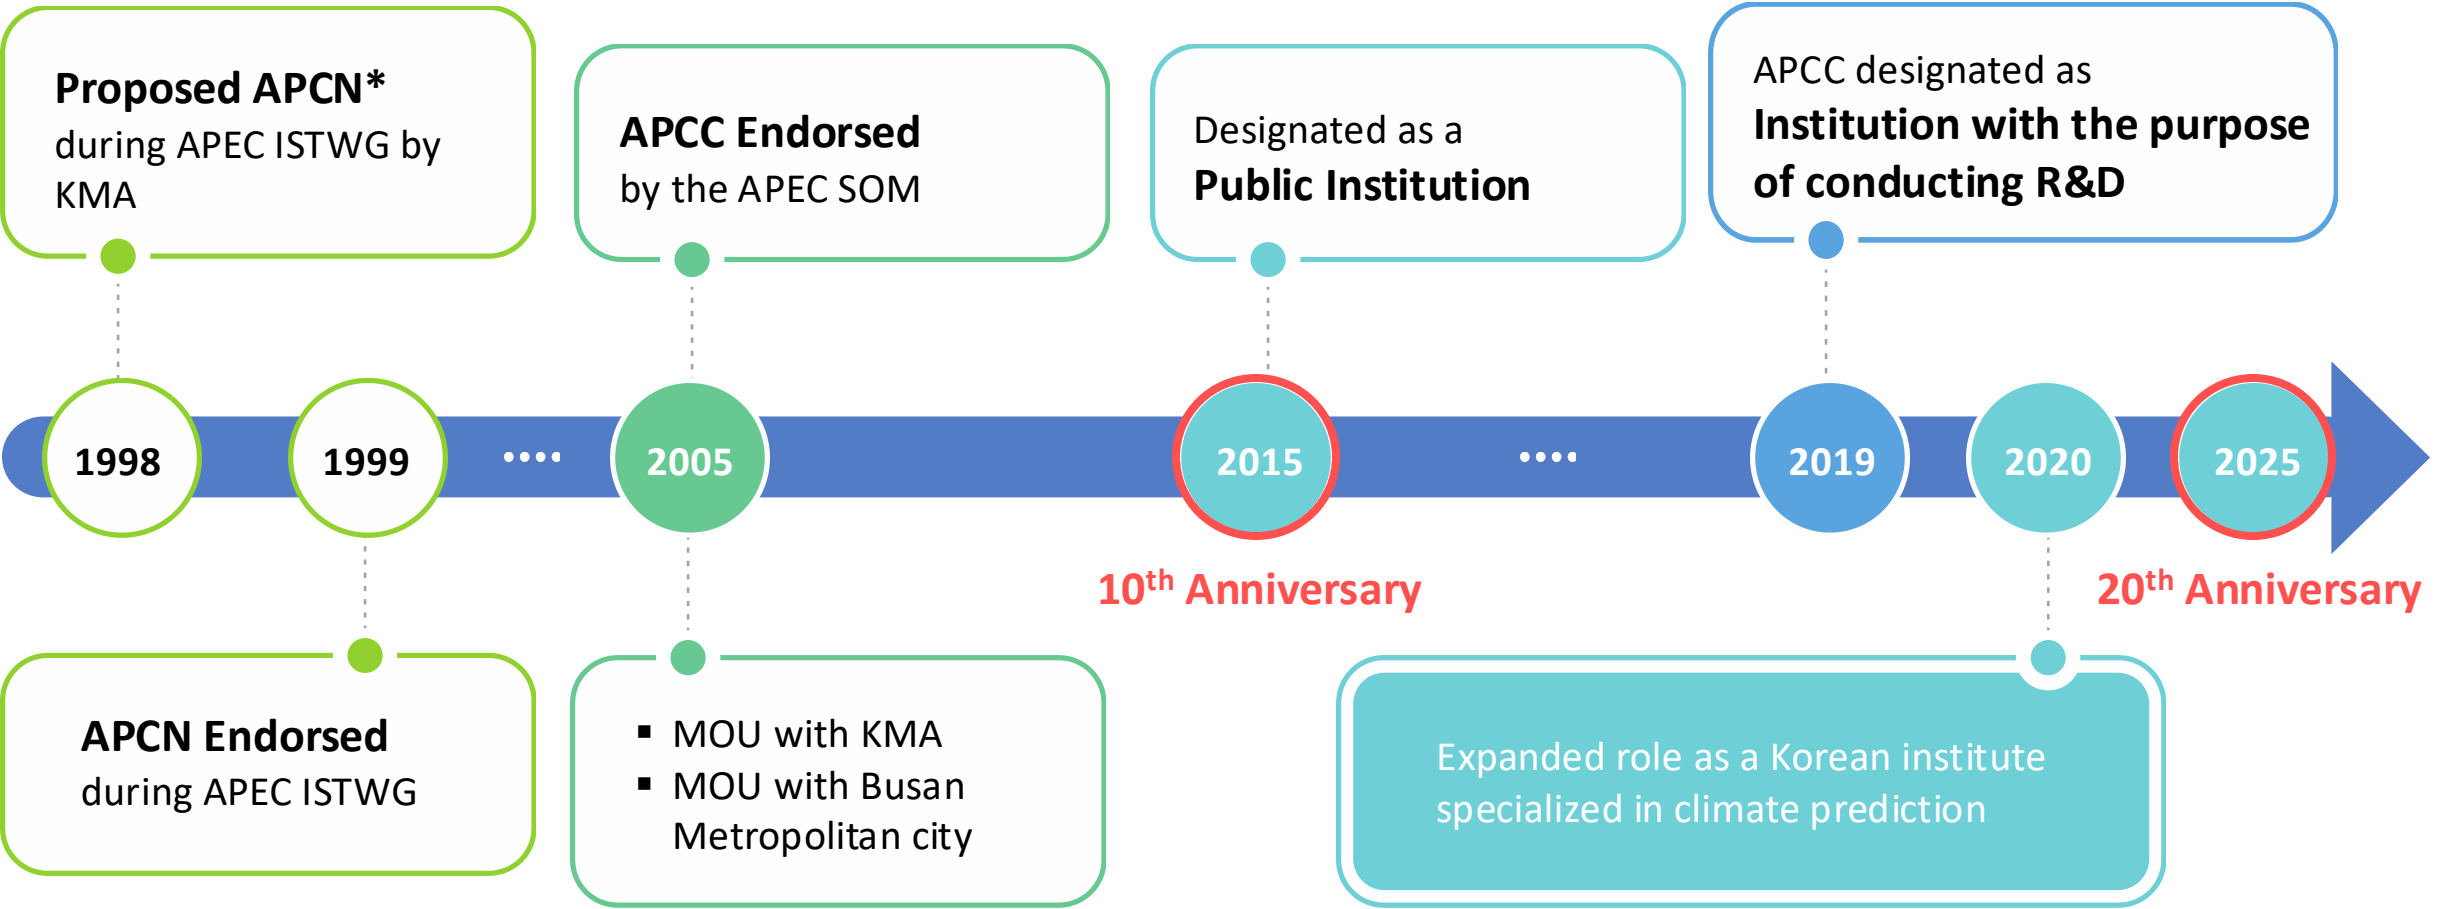 Proposed APCN*
during APEC ISTWG by
KMA
APCC Endorsed
by the APEC SOM
Designated as a
Public Institution
APCC designated as
Institution with the purpose
of conducting R&D
1998
1999
....
2005
2015
....
2019
2020
2025
10th Anniversary
20th Anniversary
APCN Endorsed
during APEC ISTWG
▪ MOU with KMA
▪ MOU with Busan
Metropolitan city
Expanded role as a Korean institute
specialized in climate prediction